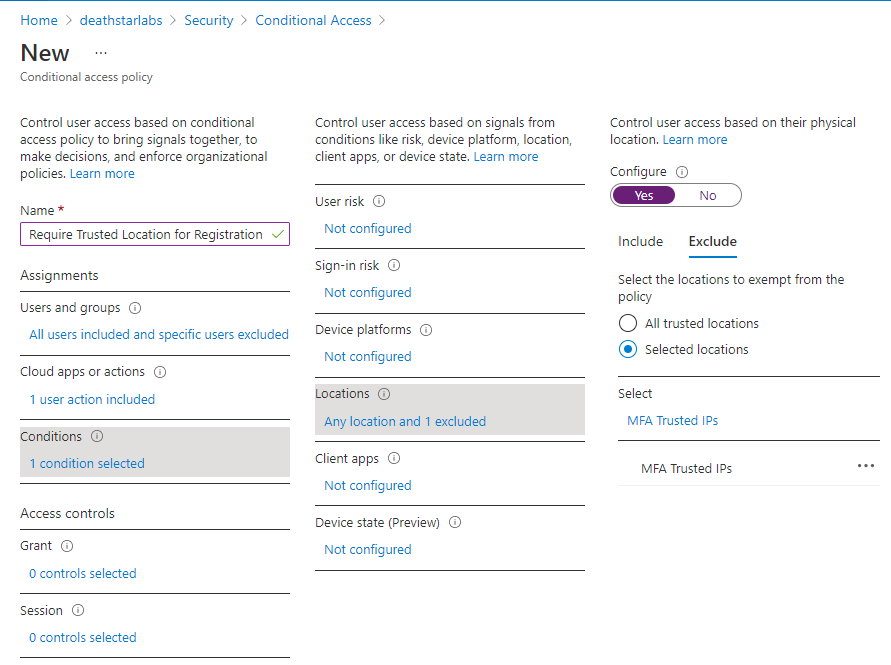 Home > deathstarlabs > Security > Conditional Access >
New ...
Conditional access policy
Control user access based on conditional
access policy to bring signals together, to
make decisions, and enforce organizational
policies. Learn more
Name *
Require Trusted Location for Registration
Assignments
Users and groups
All users included and specific users excluded
Cloud apps or actions
1 user action included
Conditions
1 condition selected
Access controls
Grant
0 controls selected
Session
0 controls selected
Control user access based on signals from
conditions like risk, device platform, location,
client apps, or device state. Learn more
User risk
Not configured
Sign-in risk
Not configured
Device platforms
Not configured
Locations
Any location and 1 excluded
Client apps
Not configured
Device state (Preview)
Not configured
Control user access based on their physical
location. Learn more
Configure
Yes No
Include Exclude
Select the locations to exempt from the
policy
All trusted locations
Selected locations
Select
MFA Trusted IPs
MFA Trusted IPs ...